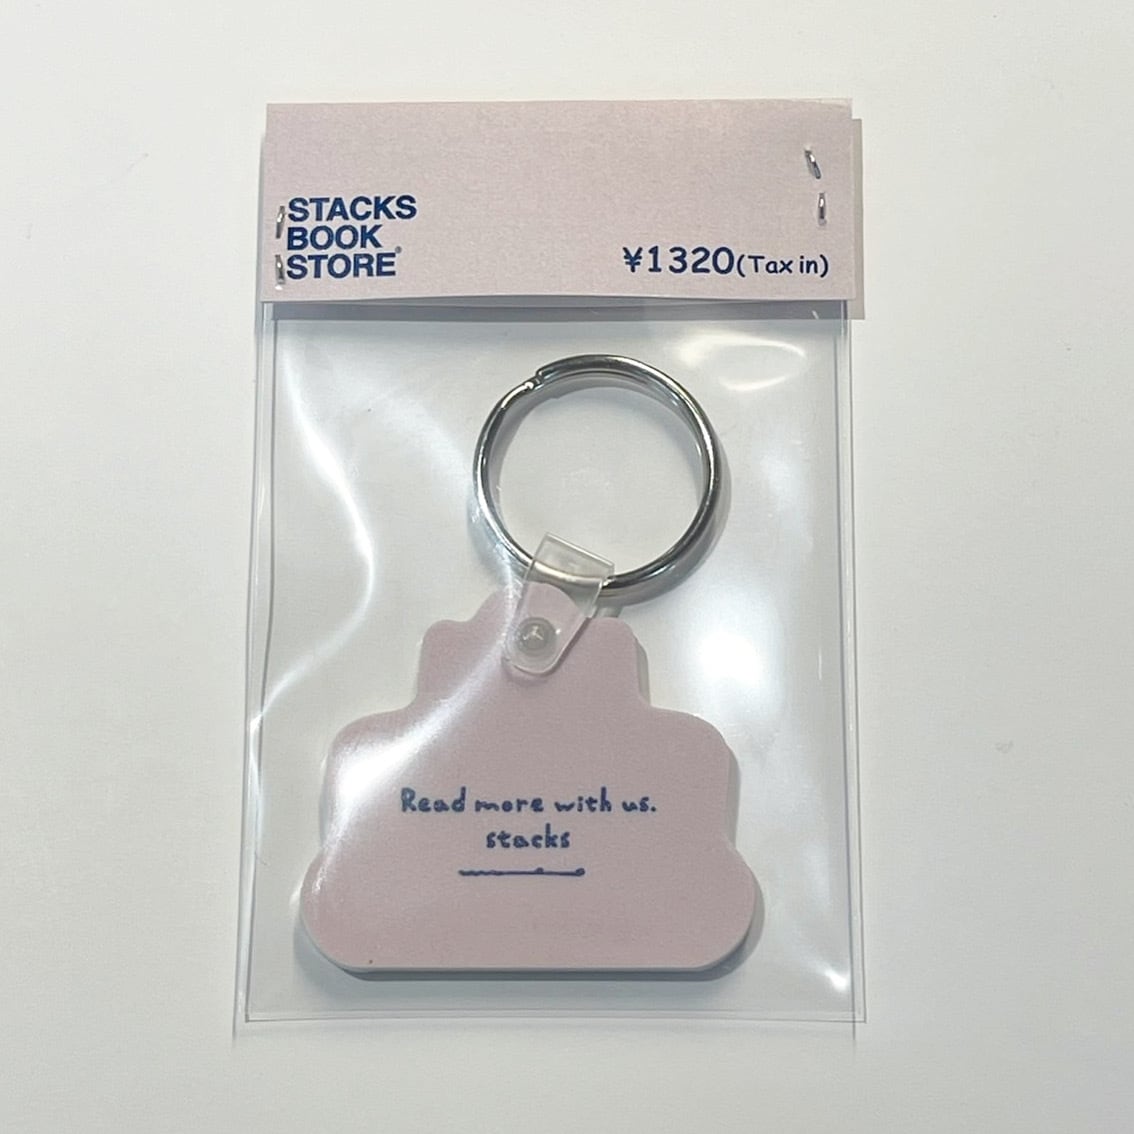 STACKS
BOOK
STORE®
¥1320(Tax in)
Read more with us.
stacks